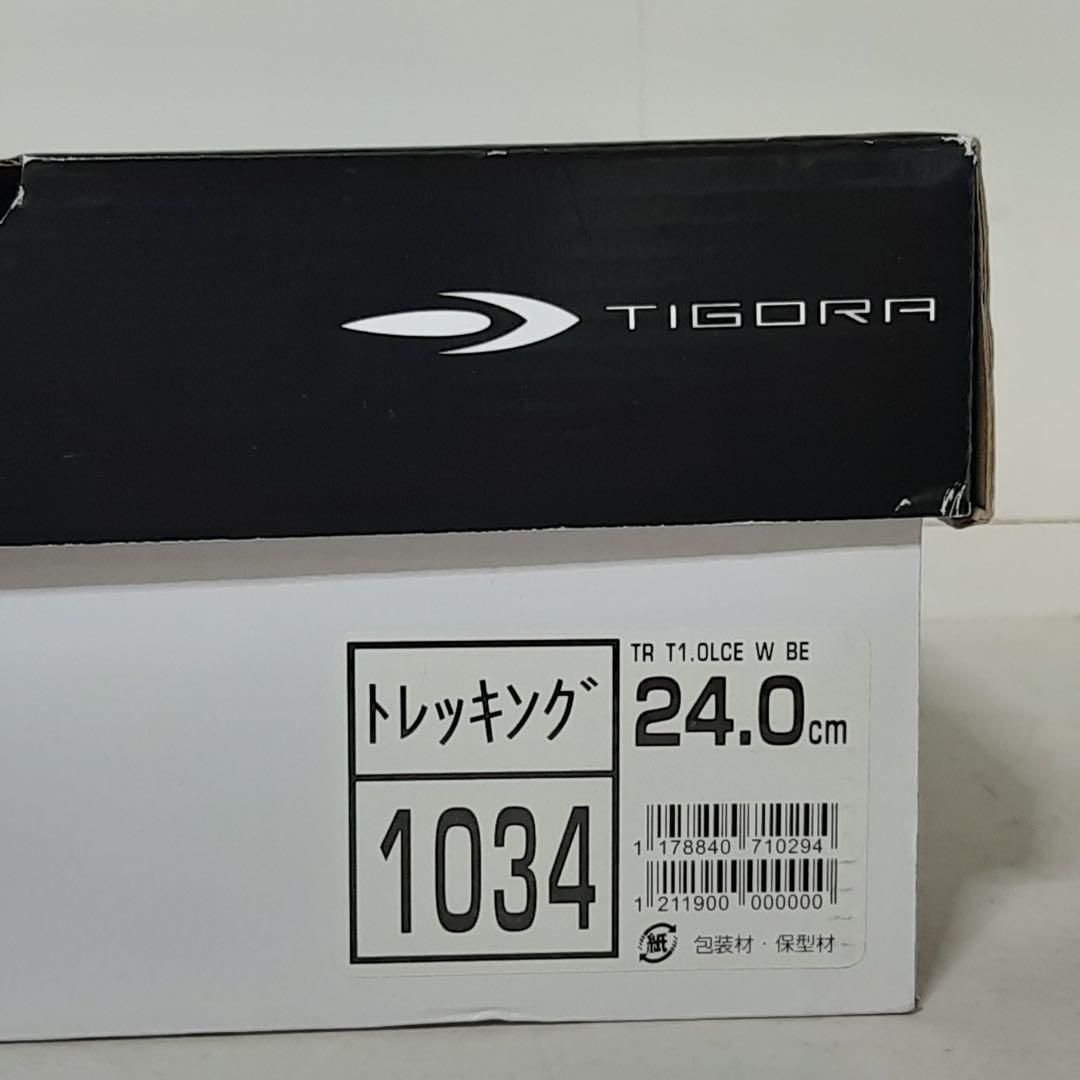 TIGORA
トレッキング
1034
TR T1.0LCE W BE
24.0cm
1 178840 710294
1 211900 000000
紙 包装材・保型材